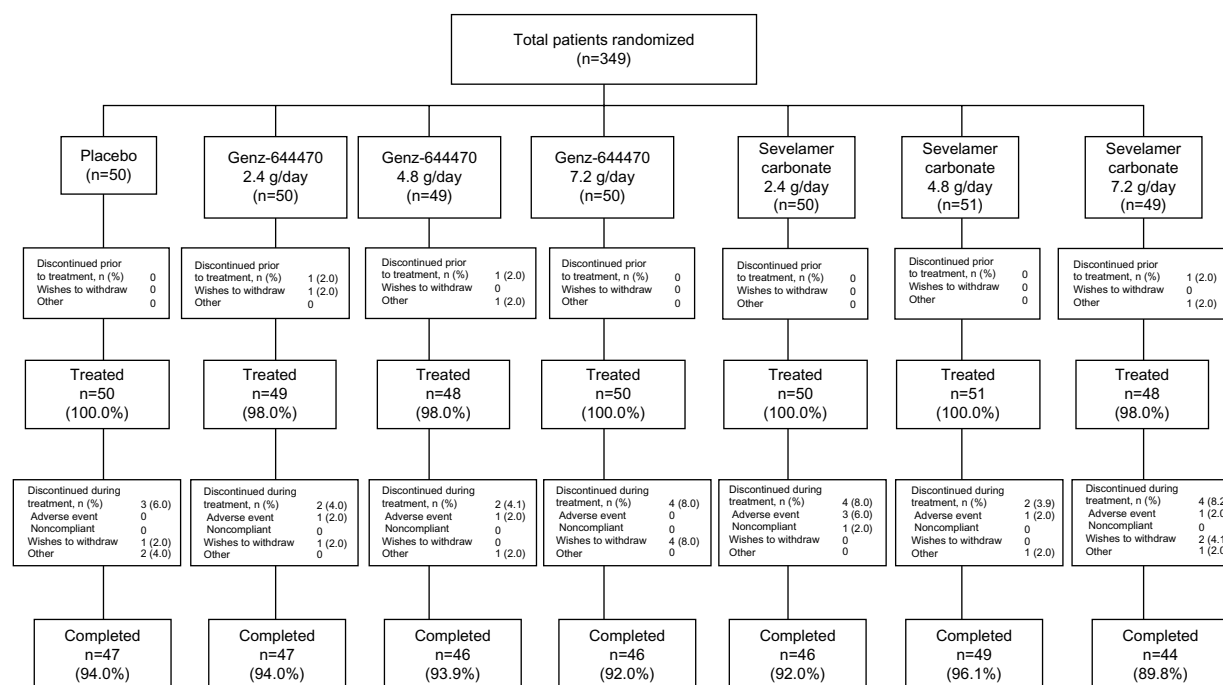 Total patients randomized
(n=349)
Placebo
(n=50)
Genz-644470
2.4 g/day
(n=50)
Genz-644470
4.8 g/day
(n=49)
Genz-644470
7.2 g/day
(n=50)
Sevelamer
carbonate
2.4 g/day
(n=50)
Sevelamer
carbonate
4.8 g/day
(n=51)
Sevelamer
carbonate
7.2 g/day
(n=49)
Discontinued prior
to treatment, n (%) 0
Wishes to withdraw 0
Other 0
Discontinued prior
to treatment, n (%) 1 (2.0)
Wishes to withdraw 1 (2.0)
Other 0
Discontinued prior
to treatment, n (%) 1 (2.0)
Wishes to withdraw 0
Other 1 (2.0)
Discontinued prior
to treatment, n (%) 0
Wishes to withdraw 0
Other 0
Discontinued prior
to treatment, n (%) 0
Wishes to withdraw 0
Other 0
Discontinued prior
to treatment, n (%) 0
Wishes to withdraw 0
Other 0
Discontinued prior
to treatment, n (%) 1 (2.0)
Wishes to withdraw 0
Other 1 (2.0)
Treated
n=50
(100.0%)
Treated
n=49
(98.0%)
Treated
n=48
(98.0%)
Treated
n=50
(100.0%)
Treated
n=50
(100.0%)
Treated
n=51
(100.0%)
Treated
n=48
(98.0%)
Discontinued during
treatment, n (%) 3 (6.0)
Adverse event 0
Noncompliant 0
Wishes to withdraw 1 (2.0)
Other 2 (4.0)
Discontinued during
treatment, n (%) 2 (4.0)
Adverse event 1 (2.0)
Noncompliant 0
Wishes to withdraw 1 (2.0)
Other 0
Discontinued during
treatment, n (%) 2 (4.1)
Adverse event 1 (2.0)
Noncompliant 0
Wishes to withdraw 0
Other 1 (2.0)
Discontinued during
treatment, n (%) 4 (8.0)
Adverse event 0
Noncompliant 0
Wishes to withdraw 4 (8.0)
Other 0
Discontinued during
treatment, n (%) 4 (8.0)
Adverse event 3 (6.0)
Noncompliant 1 (2.0)
Wishes to withdraw 0
Other 0
Discontinued during
treatment, n (%) 2 (3.9)
Adverse event 1 (2.0)
Noncompliant 0
Wishes to withdraw 0
Other 1 (2.0)
Discontinued during
treatment, n (%) 4 (8.2
Adverse event 1 (2.0
Noncompliant 0
Wishes to withdraw 2 (4.1
Other 1 (2.0
Completed
n=47
(94.0%)
Completed
n=47
(94.0%)
Completed
n=46
(93.9%)
Completed
n=46
(92.0%)
Completed
n=46
(92.0%)
Completed
n=49
(96.1%)
Completed
n=44
(89.8%)